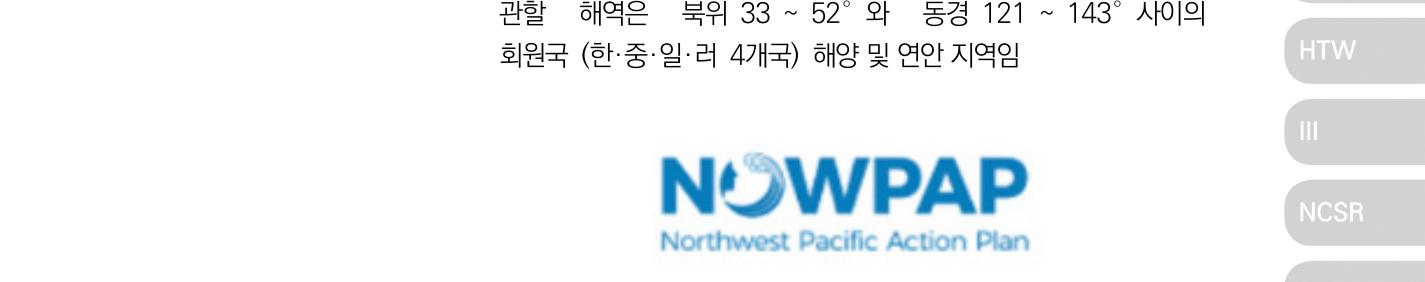 관할 해역은 북위 33 ~ 52° 와 동경 121 ~ 143° 사이의
회원국 (한·중·일·러 4개국) 해양 및 연안 지역임
HTW
III
NOWPAP
NCSR
Northwest Pacific Action Plan